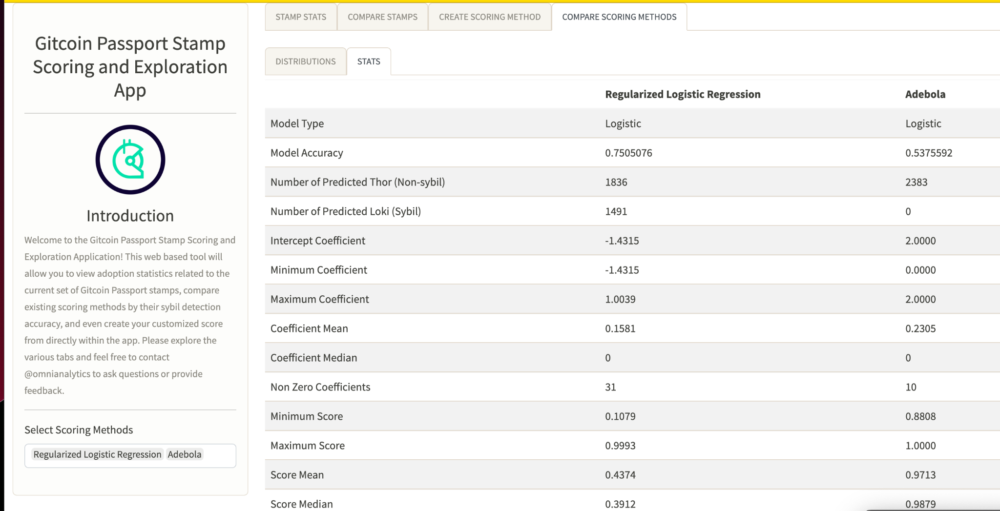 Gitcoin Passport Stamp
Scoring and Exploration
App
Introduction
Welcome to the Gitcoin Passport Stamp Scoring and
Exploration Application! This web based tool will
allow you to view adoption statistics related to the
current set of Gitcoin Passport stamps, compare
existing scoring methods by their sybil detection
accuracy, and even create your customized score
from directly within the app. Please explore the
various tabs and feel free to contact
@omnianalytics to ask questions or provide
feedback.
Select Scoring Methods
Regularized Logistic Regression Adebola
STAMP STATS COMPARE STAMPS CREATE SCORING METHOD COMPARE SCORING METHODS
DISTRIBUTIONS STATS
Regularized Logistic Regression Adebola
Model Type Logistic Logistic
Model Accuracy 0.7505076 0.5375592
Number of Predicted Thor (Non-sybil) 1836 2383
Number of Predicted Loki (Sybil) 1491 0
Intercept Coefficient -1.4315 2.0000
Minimum Coefficient -1.4315 0.0000
Maximum Coefficient 1.0039 2.0000
Coefficient Mean 0.1581 0.2305
Coefficient Median 0 0
Non Zero Coefficients 31 10
Minimum Score 0.1079 0.8808
Maximum Score 0.9993 1.0000
Score Mean 0.4374 0.9713
Score Median 0.3912 0.9879